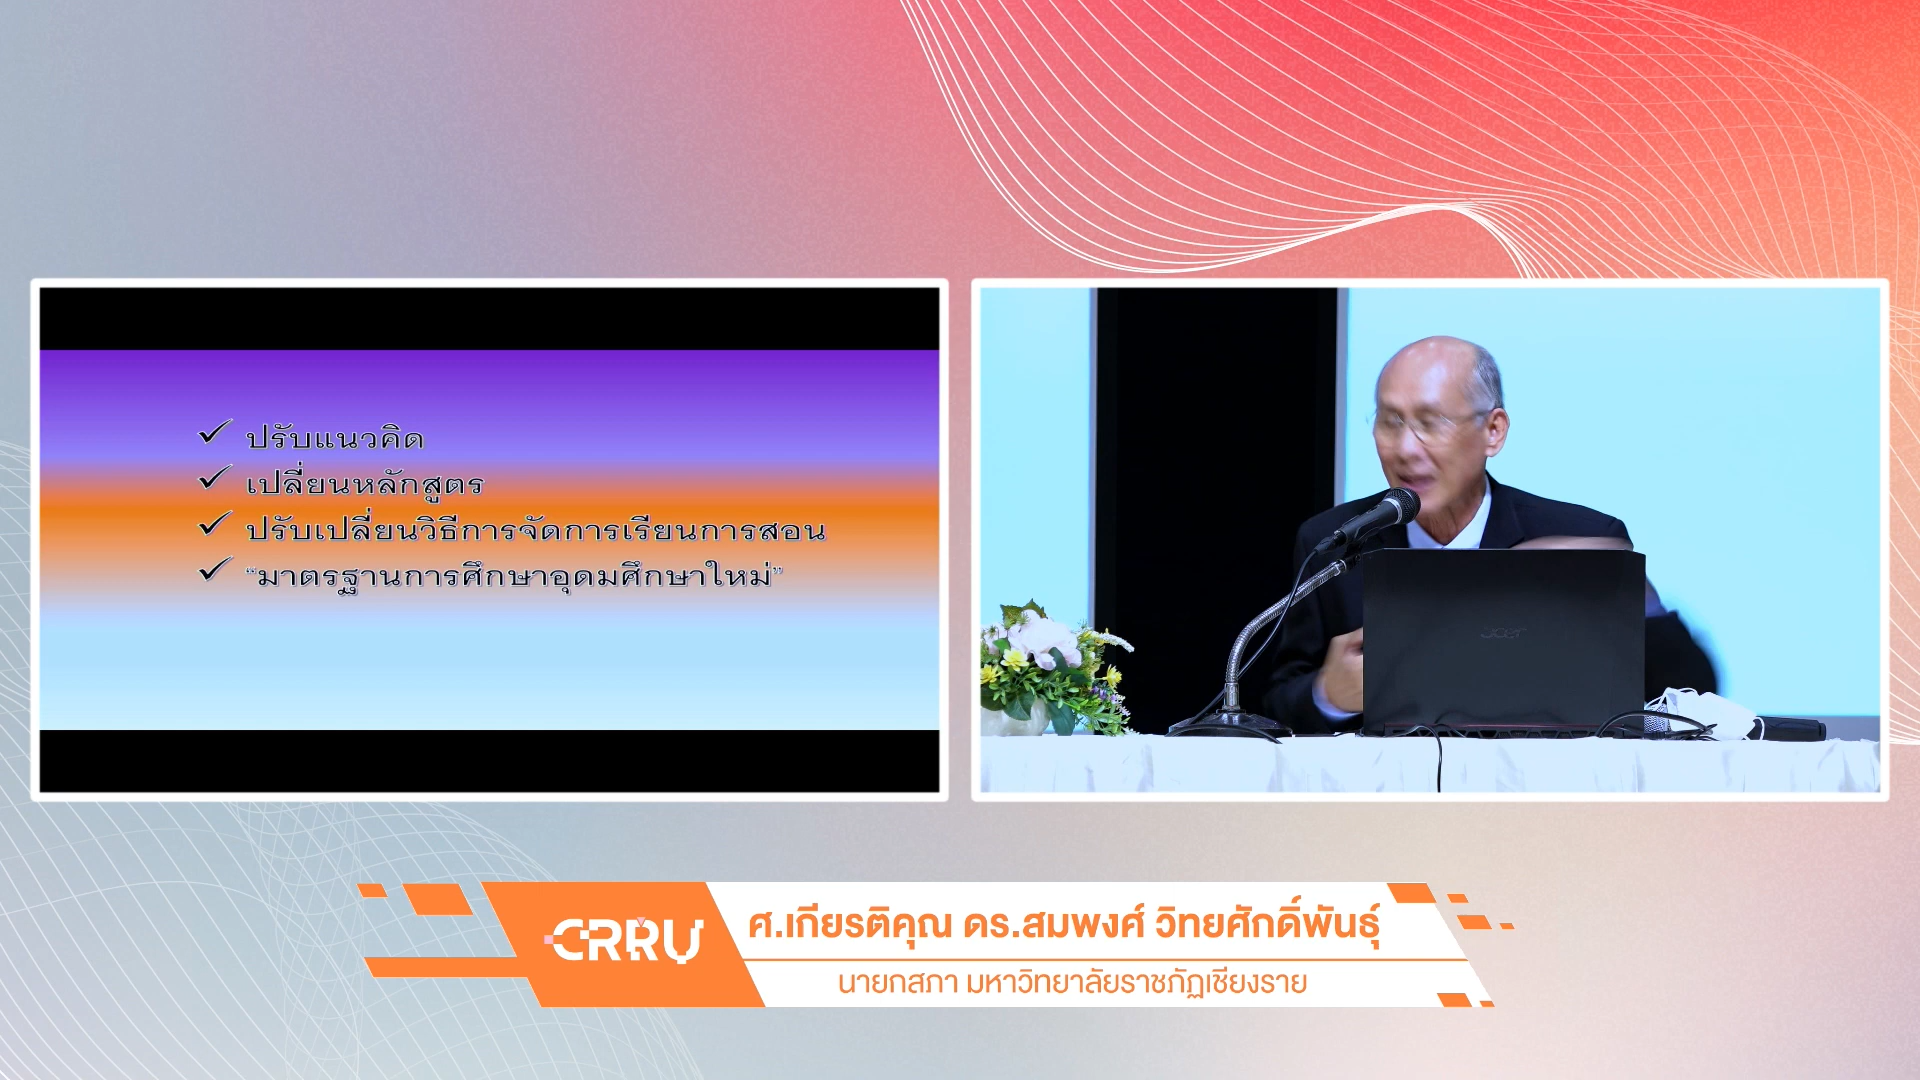 ปรับแนวคิด
เปลี่ยนหลักสูตร
ปรับเปลี่ยนวิธีการจัดการเรียนการสอน
“มาตรฐานการศึกษาอุดมศึกษาใหม่”
acer
CRRU
ศ.เกียรติคุณ ดร.สมพงศ์ วิทยศักดิ์พันธุ์
นายกสภา มหาวิทยาลัยราชภัฏเชียงราย